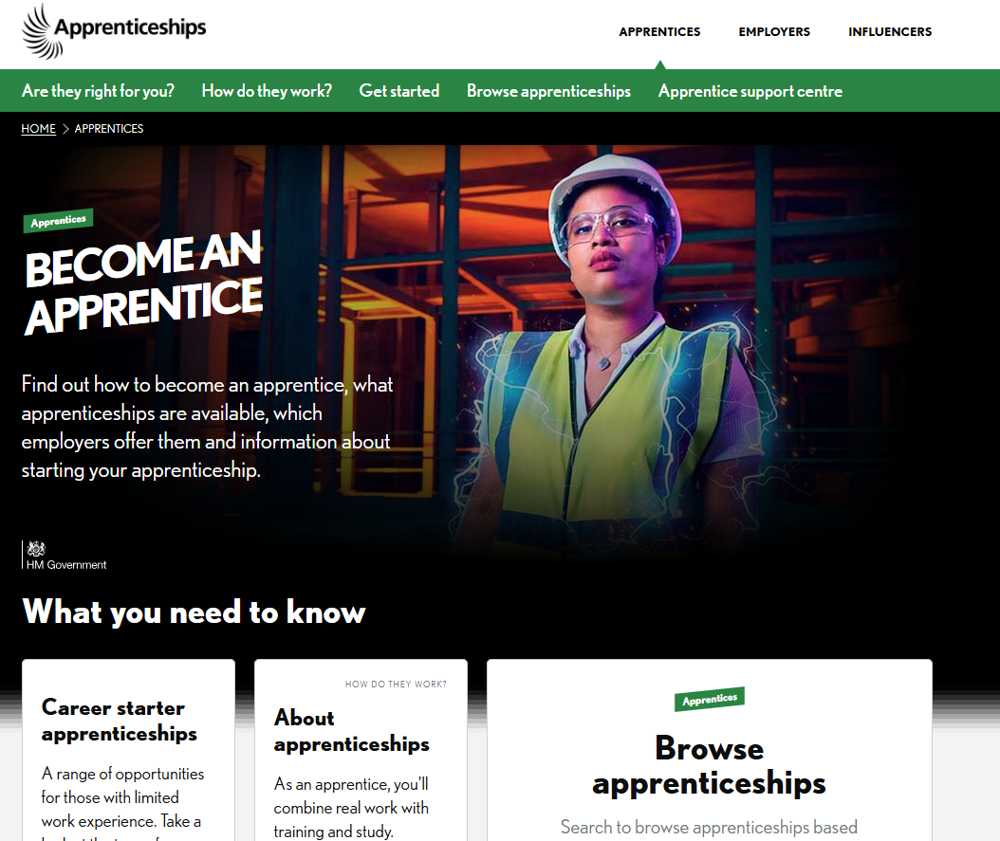 Apprenticeships
APPRENTICES EMPLOYERS INFLUENCERS
Are they right for you? How do they work? Get started Browse apprenticeships Apprentice support centre
HOME > APPRENTICES
Apprentices
BECOME AN
APPRENTICE
Find out how to become an apprentice, what
apprenticeships are available, which
employers offer them and information about
starting your apprenticeship.
HM Government
What you need to know
Career starter
apprenticeships
A range of opportunities
for those with limited
work experience. Take a
HOW DO THEY WORK?
About
apprenticeships
As an apprentice, you'll
combine real work with
training and study.
Apprentices
Browse
apprenticeships
Search to browse apprenticeships based